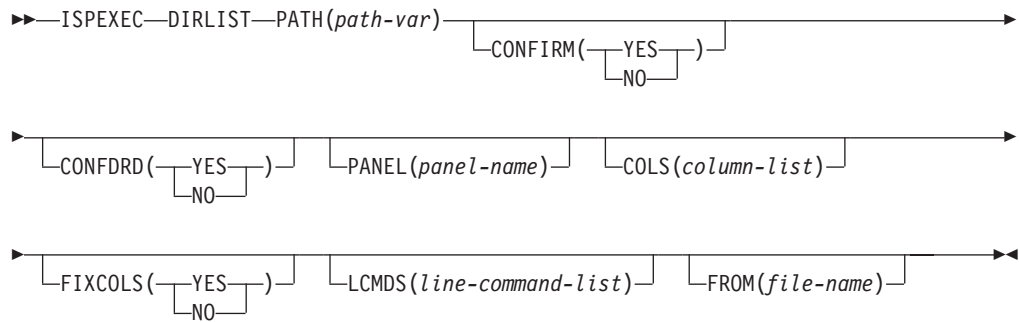 ISPEXEC DIRLIST PATH(path-var) CONFIRM( YES )
NO
CONFDRD( YES ) PANEL(panel-name) COLS(column-list)
NO
FIXCOLS( YES ) LCMDS(line-command-list) FROM(file-name)
NO